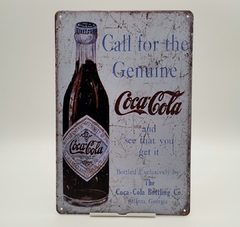 Call for the
Genuine
Coca-Cola
and
see that you
get it
Bottled Exclusively by
The
Coca-Cola Bottling Co
Georgia
Coca-Cola